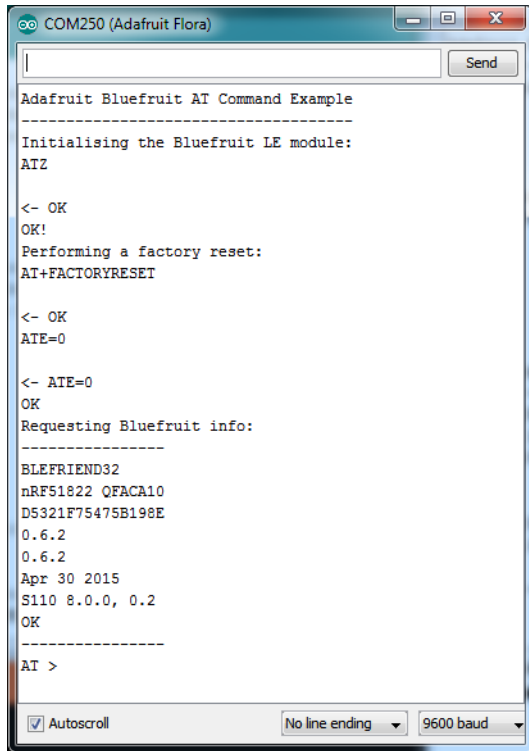 COM250 (Adafruit Flora)
Send
Adafruit Bluefruit AT Command Example
-------------------------------------
Initialising the Bluefruit LE module:
ATZ
<- OK
OK!
Performing a factory reset:
AT+FACTORYRESET
<- OK
ATE=0
<- ATE=0
OK
Requesting Bluefruit info:
----------------
BLEFRIEND32
nRF51822 QFACA10
D5321F75475B198E
0.6.2
0.6.2
Apr 30 2015
S110 8.0.0, 0.2
OK
----------------
AT >
Autoscroll
No line ending
9600 baud